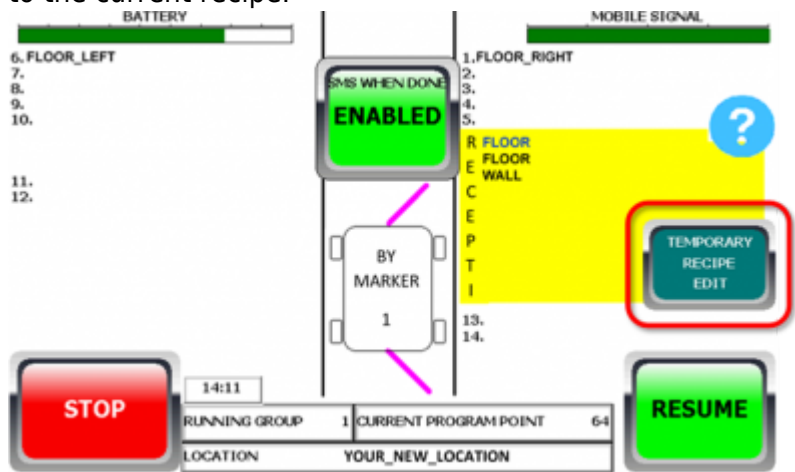 to the current recipe.
BATTERY
MOBILE SIGNAL
6. FLOOR_LEFT
7.
8.
9.
10.
11.
12.
SMS WHEN DONE
ENABLED
1.FLOOR_RIGHT
2.
3.
4.
5.
?
R FLOOR
E FLOOR
WALL
C
E
P
T
I
TEMPORARY
RECIPE
EDIT
13.
14.
BY
MARKER
1
STOP
14:11
RESUME
RUNNING GROUP 1 CURRENT PROGRAM POINT 64
LOCATION YOUR_NEW_LOCATION